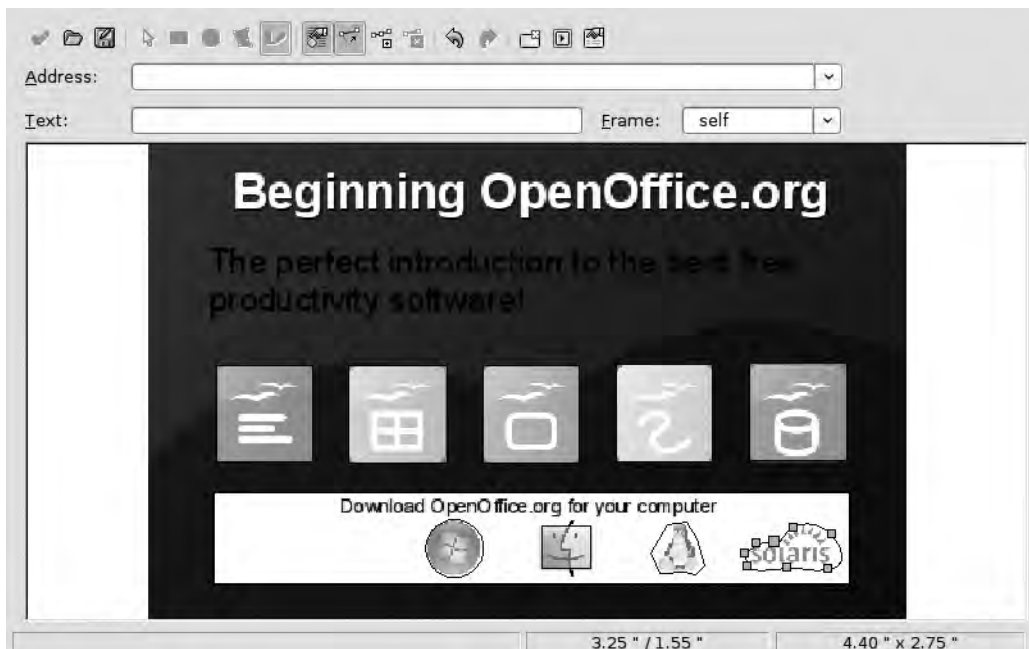 Address:
Text:
Frame: self
Beginning OpenOffice.org
The perfect introduction to the best free
productivity software!
Download OpenOffice.org for your computer
solaris
3.25 " / 1.55 " 4.40 " x 2.75 "